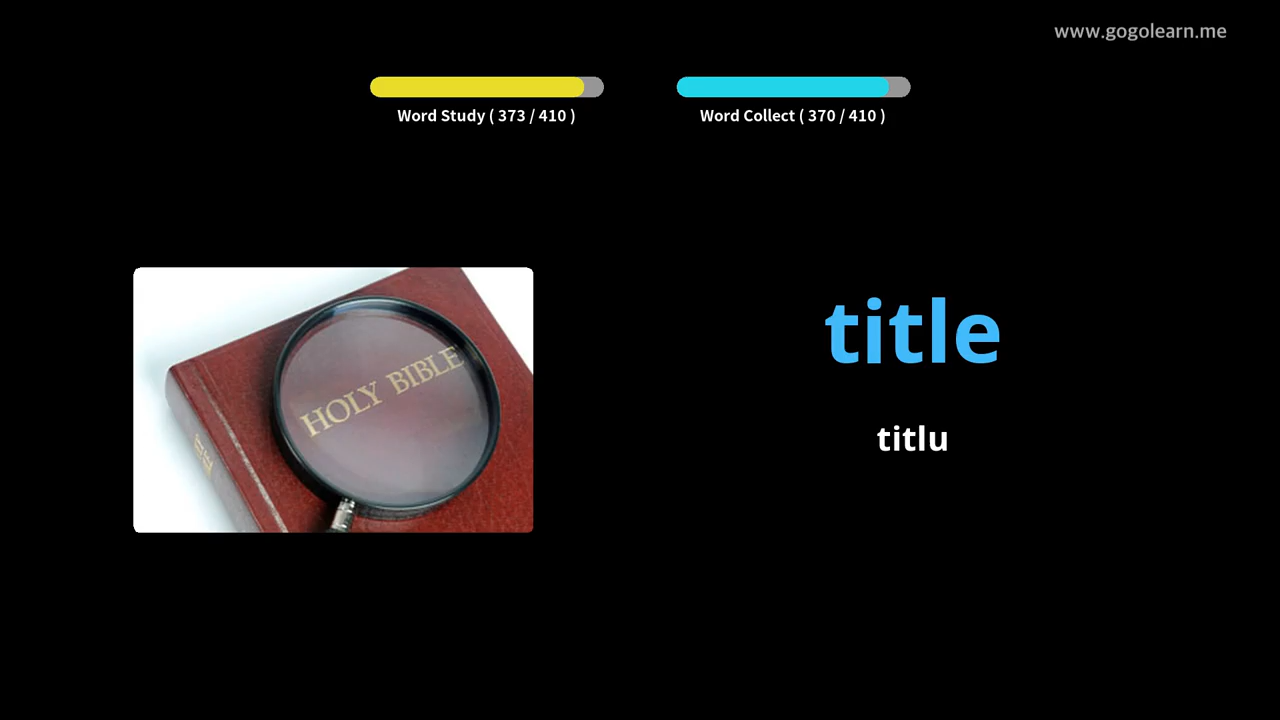 www.gogolearn.me
Word Study ( 373 / 410 )
Word Collect ( 370 / 410 )
HOLY BIBLE
title
titlu